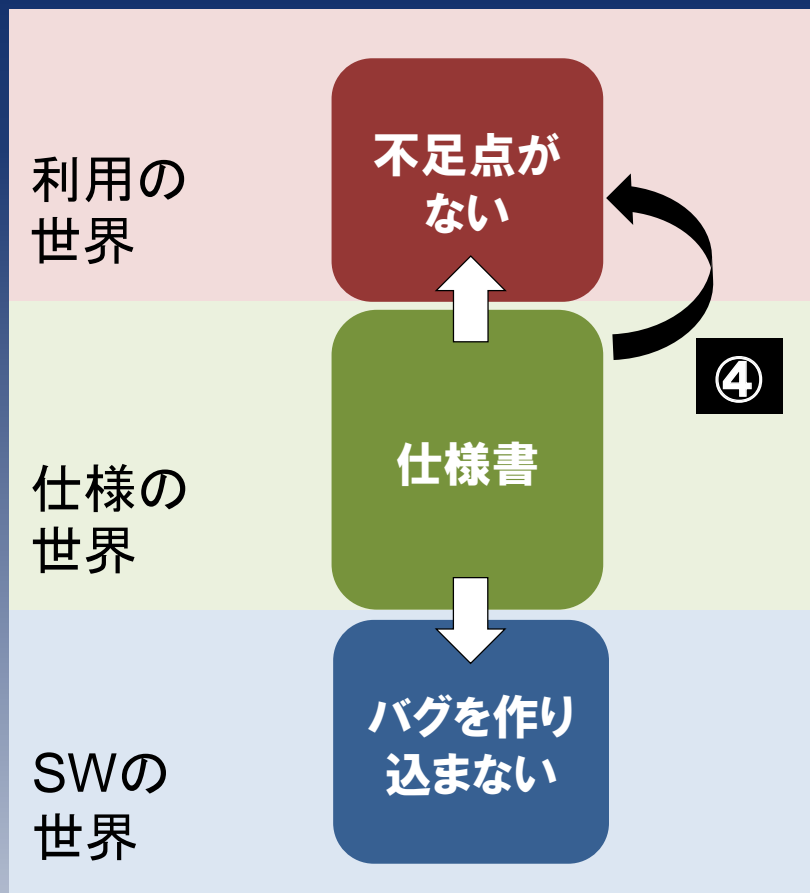 不足点が
ない
利用の
世界
④
仕様書
仕様の
世界
バグを作り
込まない
SWの
世界